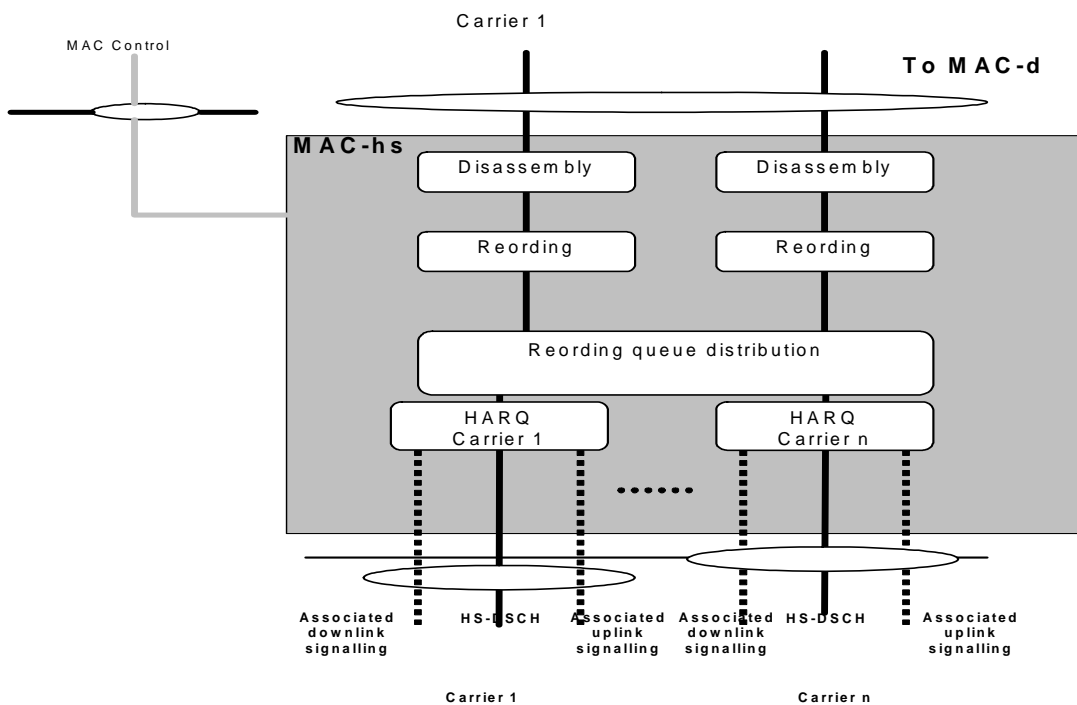 Carrier 1
MAC Control
To MAC-d
MAC-hs
Disassembly
Disassembly
Reording
Reording
Reording queue distribution
HARQ
Carrier 1
HARQ
Carrier n
Associated
downlink
signalling
HS-DSCH
Associated
uplink
signalling
Associated
downlink
signalling
HS-DSCH
Associated
uplink
signalling
Carrier 1
Carrier n